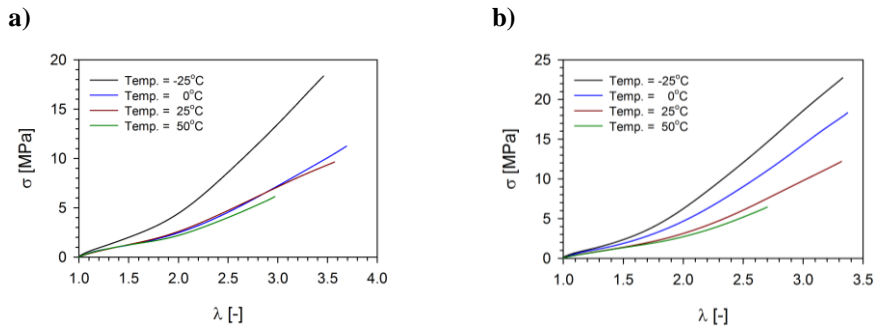 a)
20
15
10
5
0
σ [MPa]
Temp. = -25°C
Temp. = 0°C
Temp. = 25°C
Temp. = 50°C
1.0 1.5 2.0 2.5 3.0 3.5 4.0
λ [-]
b)
25
20
15
10
5
0
σ [MPa]
Temp. = -25°C
Temp. = 0°C
Temp. = 25°C
Temp. = 50°C
1.0 1.5 2.0 2.5 3.0 3.5
λ [-]